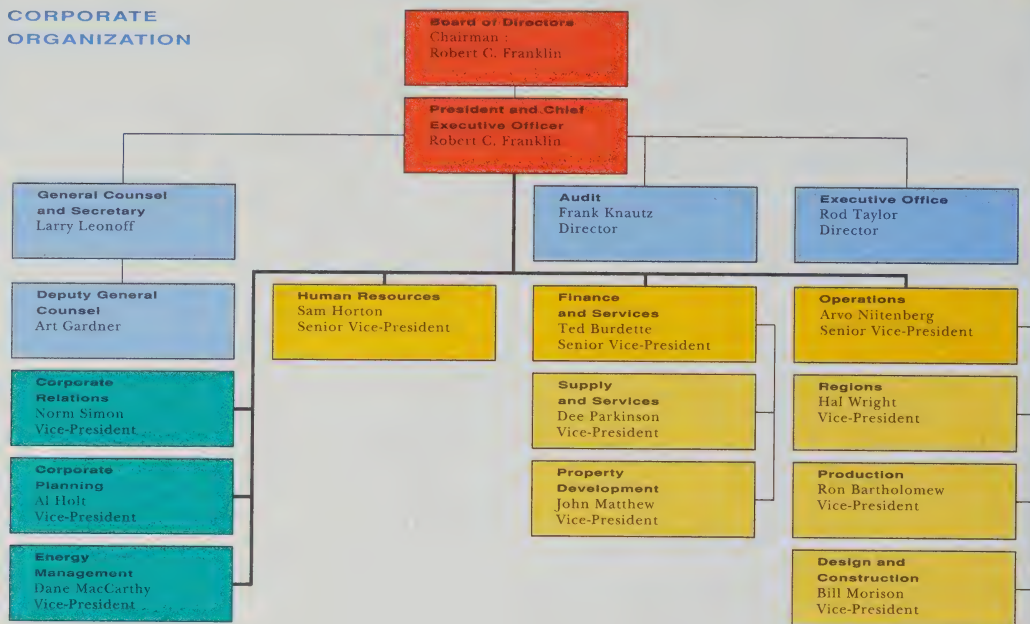 CORPORATE
ORGANIZATION
Board of Directors
Chairman :
Robert C. Franklin
President and Chief
Executive Officer
Robert C. Franklin
General Counsel
and Secretary
Larry Leonoff
Audit
Frank Knautz
Director
Executive Office
Rod Taylor
Director
Deputy General
Counsel
Art Gardner
Human Resources
Sam Horton
Senior Vice-President
Finance
and Services
Ted Burdette
Senior Vice-President
Operations
Arvo Niitenberg
Senior Vice-President
Corporate
Relations
Norm Simon
Vice-President
Supply
and Services
Dee Parkinson
Vice-President
Regions
Hal Wright
Vice-President
Corporate
Planning
Al Holt
Vice-President
Property
Development
John Matthew
Vice-President
Production
Ron Bartholomew
Vice-President
Energy
Management
Dane MacCarthy
Vice-President
Design and
Construction
Bill Morison
Vice-President